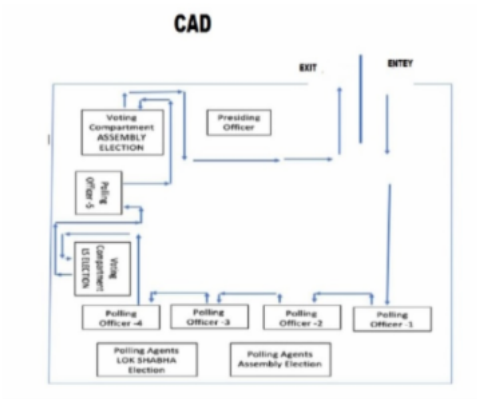 CAD
EXIT
ENTEY
Voting
Compartment
ASSEMBLY
ELECTION
Presiding
Officer
Polling
Officer -5
Voting
Compartment
LS ELECTION
Polling
Officer -4
Polling
Officer -3
Polling
Officer -2
Polling
Officer -1
Polling Agents
LOK SHABHA
Election
Polling Agents
Assembly Election